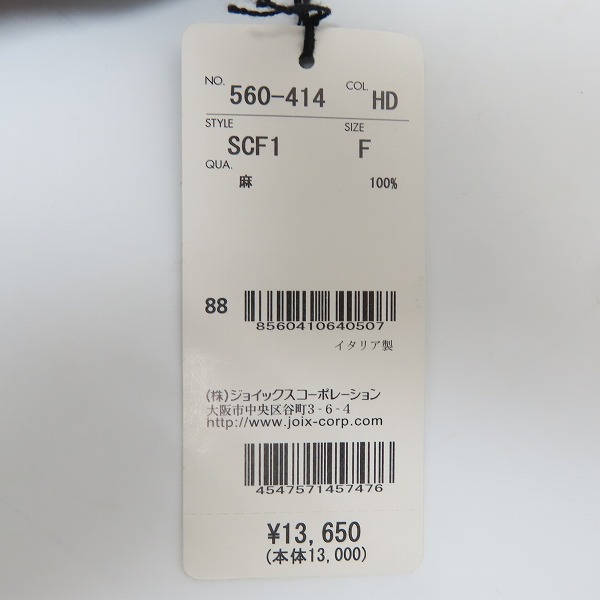 NO. 560-414 COL. HD
STYLE SCF1 SIZE F
QUA. 麻 100%
88
8560410640507
イタリア製
(株)ジョイックスコーポレーション
大阪市中央区谷町3-6-4
http://www.joix-corp.com
4547571457476
¥13,650
(本体13,000)